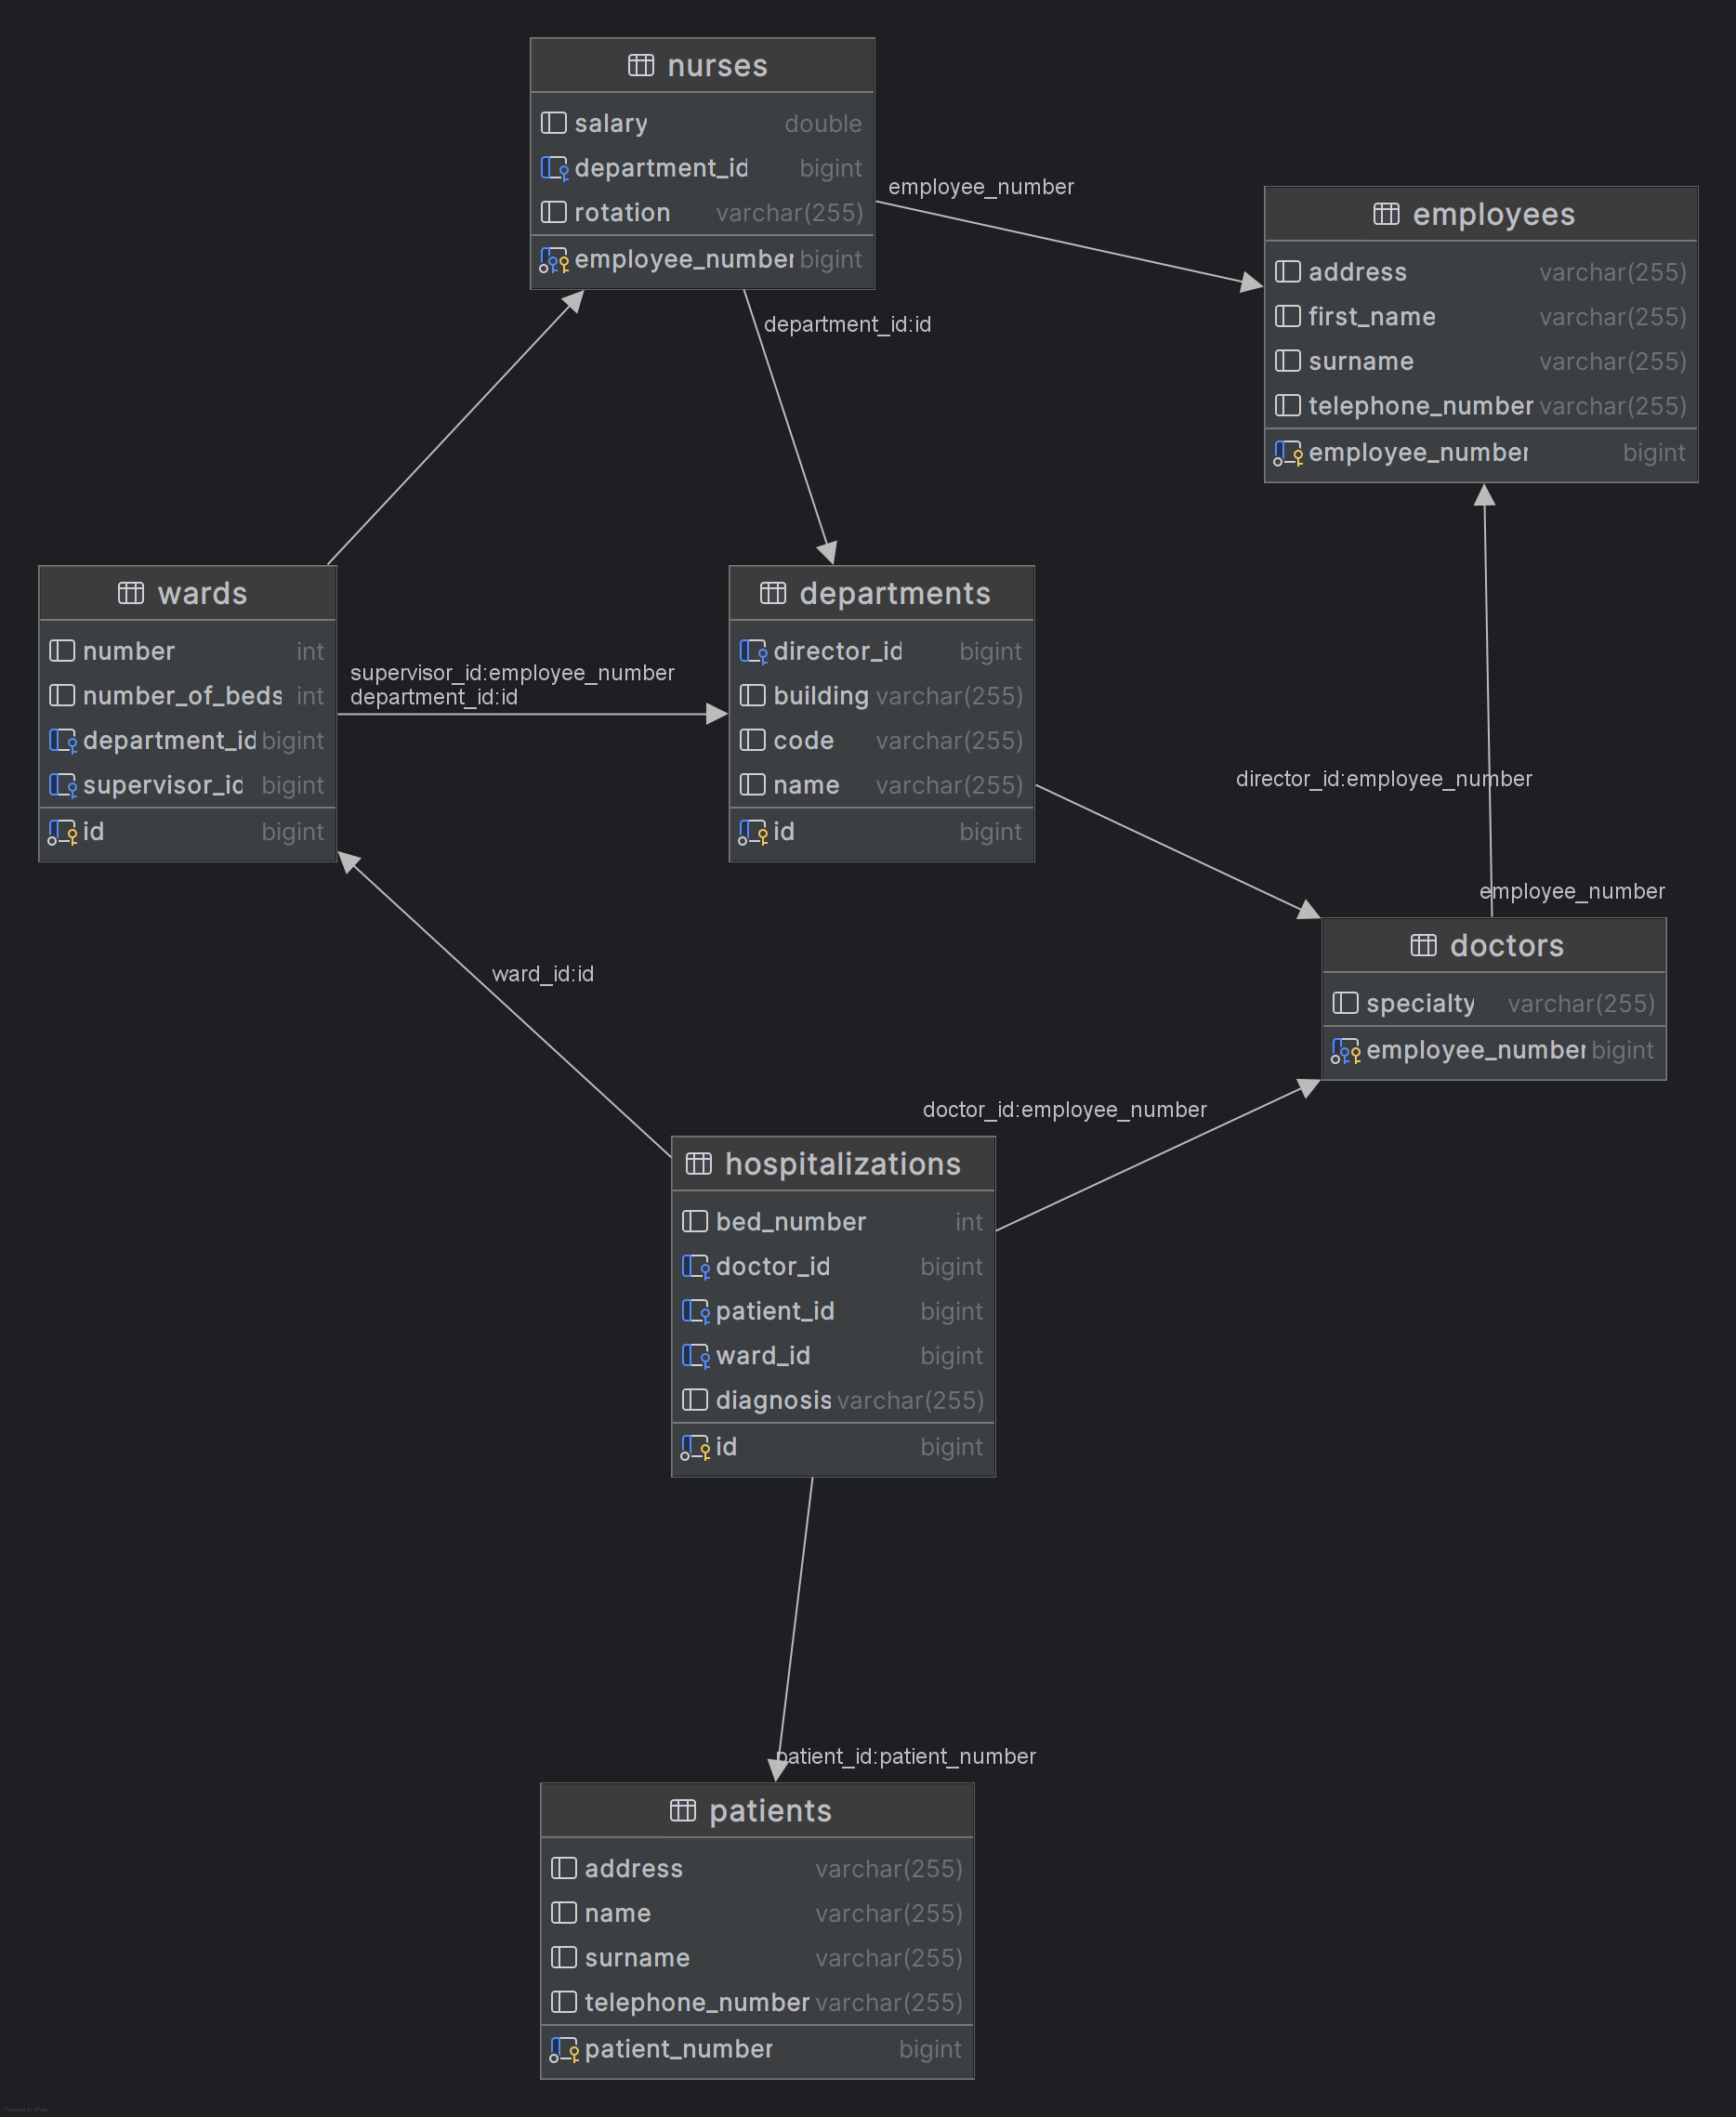 nurses
salary double
department_id bigint
rotation varchar(255)
employee_number bigint
employee_number
department_id:id
employees
address varchar(255)
first_name varchar(255)
surname varchar(255)
telephone_number varchar(255)
employee_number bigint
wards
number int
number_of_beds int
department_id bigint
supervisor_id bigint
id bigint
supervisor_id:employee_number
department_id:id
departments
director_id bigint
building varchar(255)
code varchar(255)
name varchar(255)
id bigint
director_id:employee_number
employee_number
doctors
specialty varchar(255)
employee_number bigint
ward_id:id
doctor_id:employee_number
hospitalizations
bed_number int
doctor_id bigint
patient_id bigint
ward_id bigint
diagnosis varchar(255)
id bigint
patient_id:patient_number
patients
address varchar(255)
name varchar(255)
surname varchar(255)
telephone_number varchar(255)
patient_number bigint
Powered by yFiles